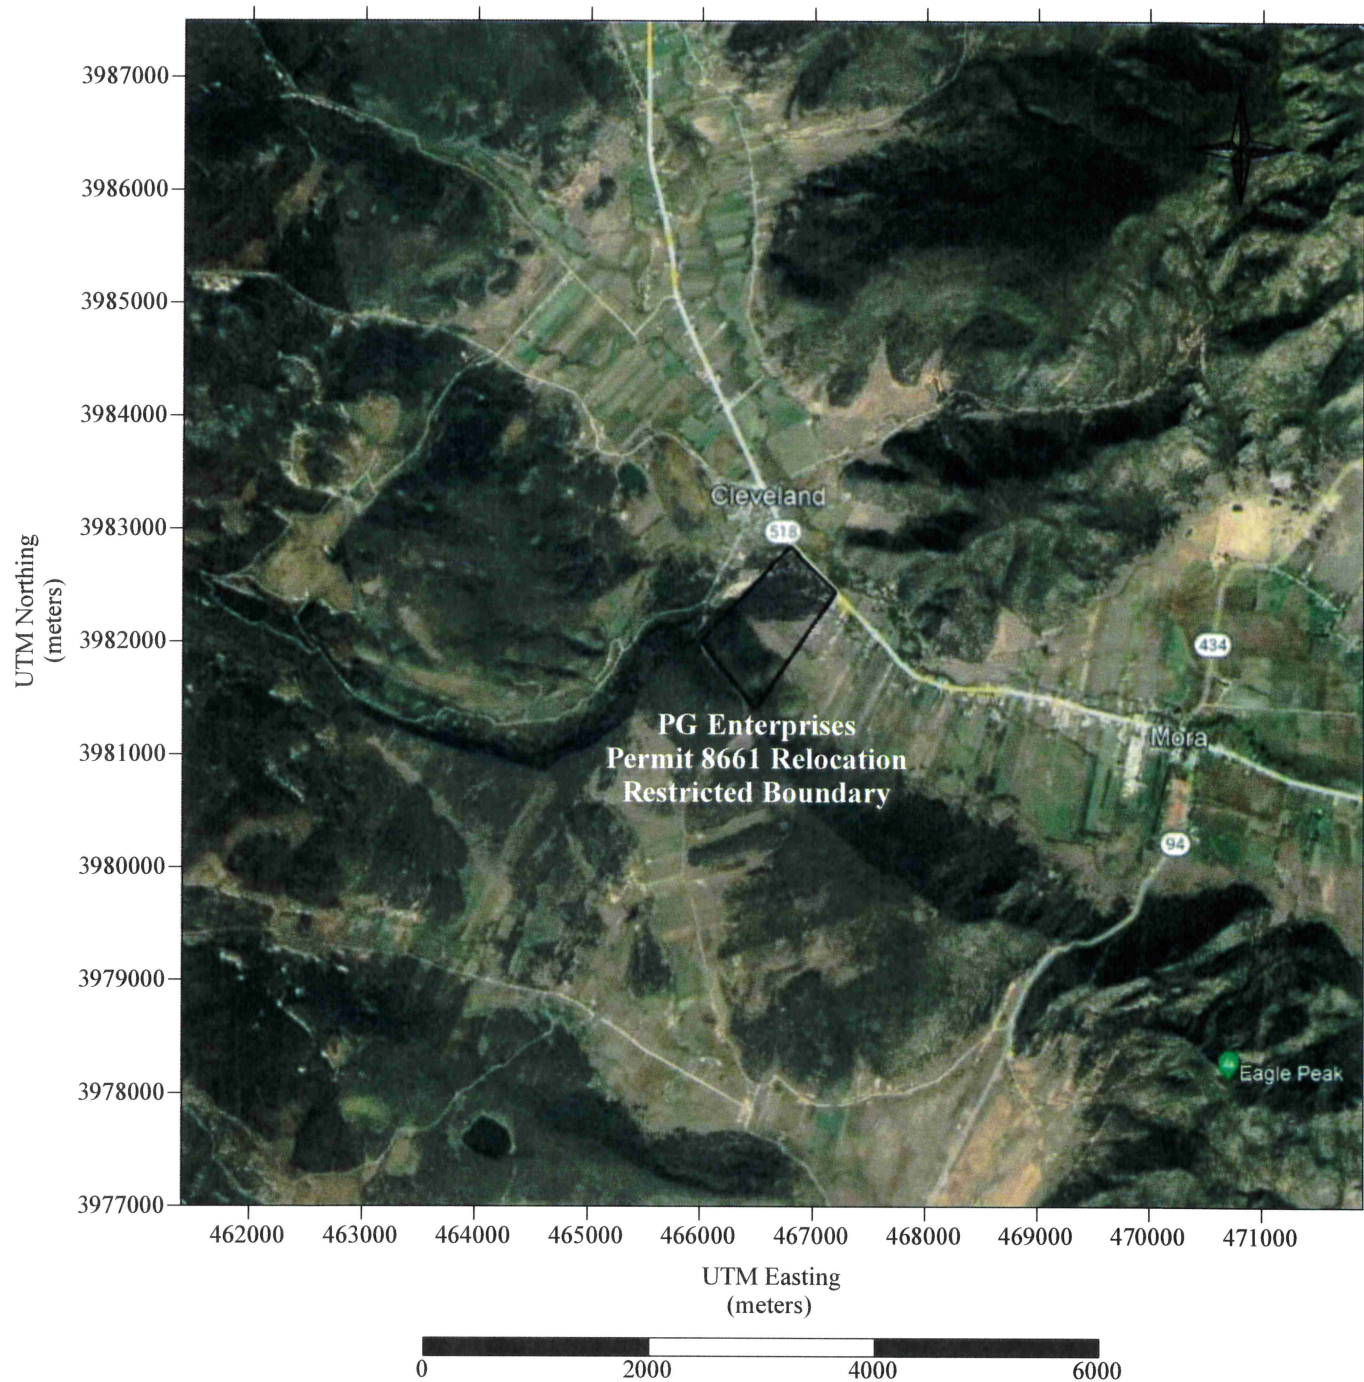 3987000
3986000
3985000
3984000
3983000
3982000
3981000
3980000
3979000
3978000
3977000
UTM Northing
(meters)
Cleveland
518
434
PG Enterprises
Permit 8661 Relocation
Restricted Boundary
Mora
94
Eagle Peak
462000 463000 464000 465000 466000 467000 468000 469000 470000 471000
UTM Easting
(meters)
0 2000 4000 6000